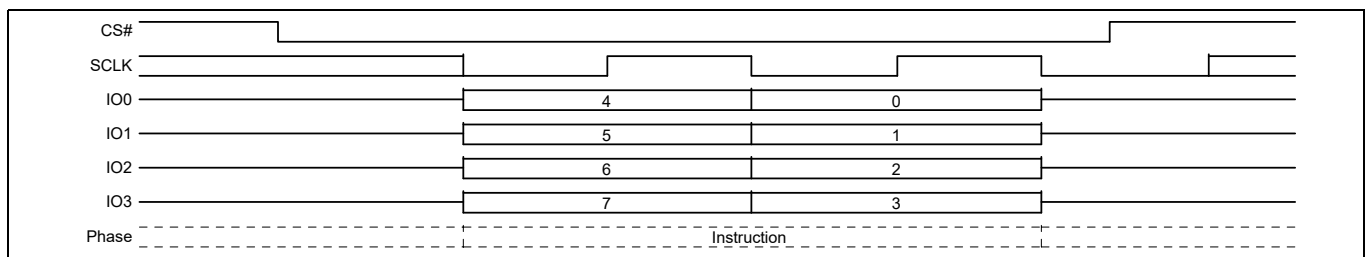 CS#
SCLK
IO0 4 0
IO1 5 1
IO2 6 2
IO3 7 3
Phase Instruction